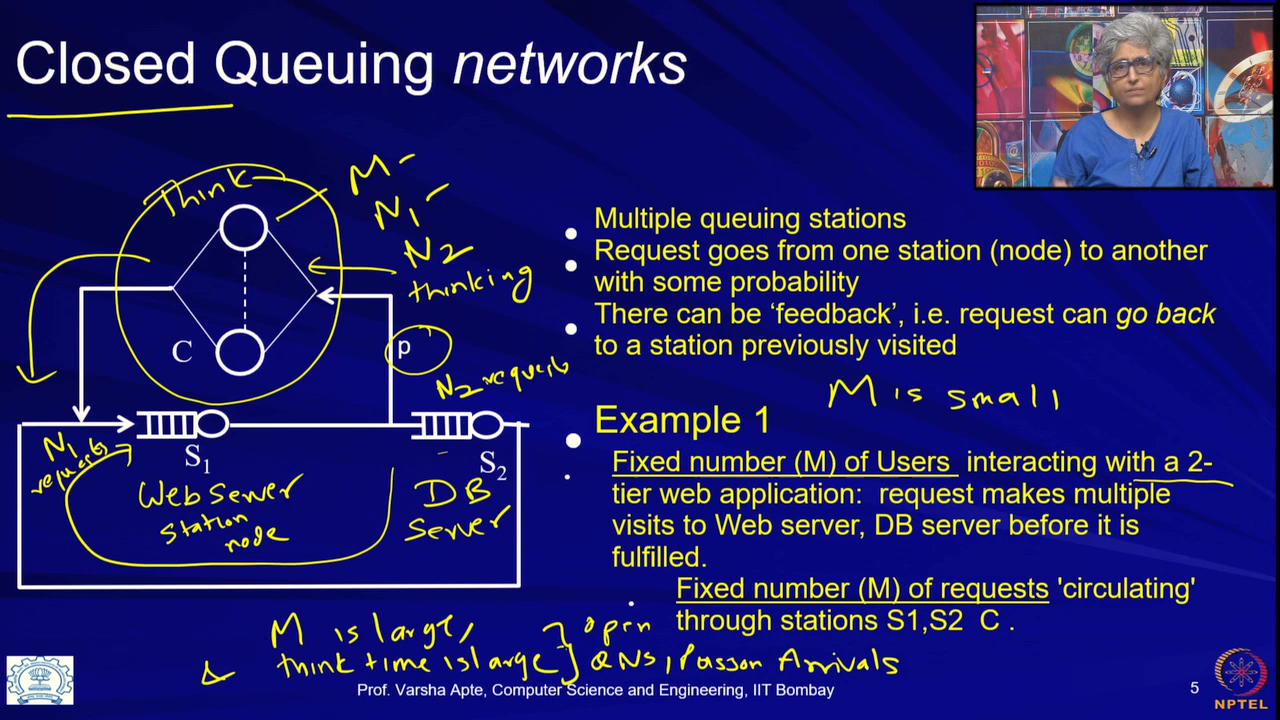 Closed Queuing networks
Think
M -
N1 -
N2
thinking
C
p
N2 requests
N1
requests
S1
S2
Web Server
station
node
DB
Server
• Multiple queuing stations
• Request goes from one station (node) to another
with some probability
• There can be ‘feedback’, i.e. request can go back
to a station previously visited
M is small
• Example 1
• Fixed number (M) of Users interacting with a 2-
tier web application: request makes multiple
visits to Web server, DB server before it is
fulfilled.
• Fixed number (M) of requests 'circulating'
through stations S1,S2 C .
M is large, } open
& think time is large } QNs, Poisson Arrivals
Prof. Varsha Apte, Computer Science and Engineering, IIT Bombay
5
NPTEL
NPTEL